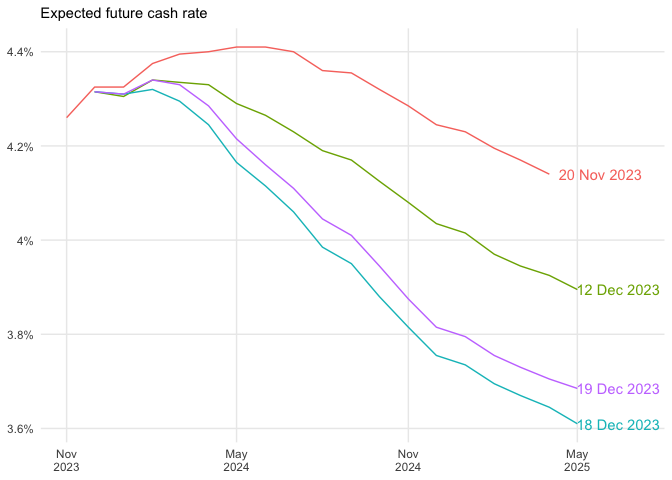 Expected future cash rate
4.4%
4.2%
4%
3.8%
3.6%
20 Nov 2023
12 Dec 2023
19 Dec 2023
18 Dec 2023
Nov
2023
May
2024
Nov
2024
May
2025